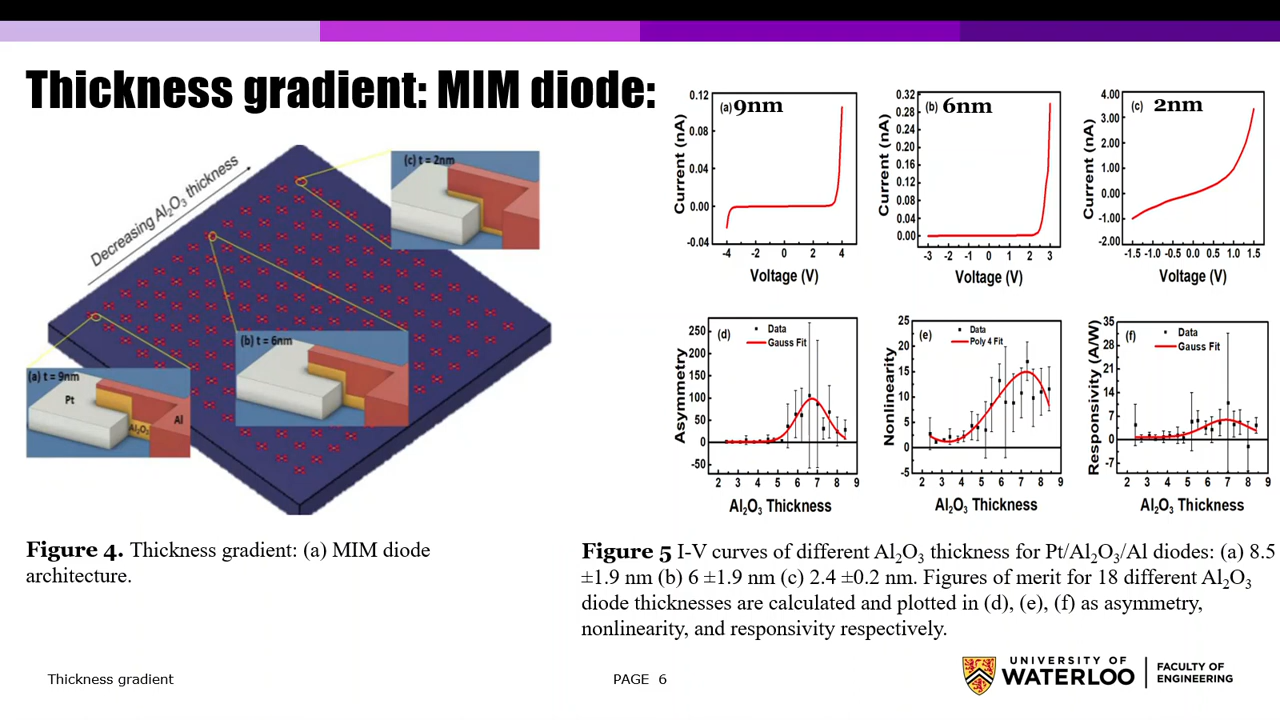 Thickness gradient: MIM diode:
Decreasing Al₂O₃ thickness
(c) t = 2nm
(b) t = 6nm
(a) t = 9nm
Pt
Al₂O₃
Al
Figure 4. Thickness gradient: (a) MIM diode
architecture.
(a) 9nm
Current (nA)
0.12
0.08
0.04
0.00
-0.04
-4 -2 0 2 4
Voltage (V)
(b) 6nm
Current (nA)
0.32
0.28
0.24
0.20
0.16
0.12
0.08
0.04
0.00
-3 -2 -1 0 1 2 3
Voltage (V)
(c) 2nm
Current (nA)
4.00
3.00
2.00
1.00
0.00
-1.00
-2.00
-1.5 -1.0 -0.5 0.0 0.5 1.0 1.5
Voltage (V)
(d)
Data
Gauss Fit
Asymmetry
250
200
150
100
50
0
-50
2 3 4 5 6 7 8 9
Al₂O₃ Thickness
(e)
Data
Poly 4 Fit
Nonlinearity
25
20
15
10
5
0
-5
2 3 4 5 6 7 8 9
Al₂O₃ Thickness
(f)
Data
Gauss Fit
Responsivity (A/W)
35
28
21
14
7
0
-7
2 3 4 5 6 7 8 9
Al₂O₃ Thickness
Figure 5 I-V curves of different Al₂O₃ thickness for Pt/Al₂O₃/Al diodes: (a) 8.5
±1.9 nm (b) 6 ±1.9 nm (c) 2.4 ±0.2 nm. Figures of merit for 18 different Al₂O₃
diode thicknesses are calculated and plotted in (d), (e), (f) as asymmetry,
nonlinearity, and responsivity respectively.
Thickness gradient
PAGE 6
UNIVERSITY OF
WATERLOO
FACULTY OF
ENGINEERING